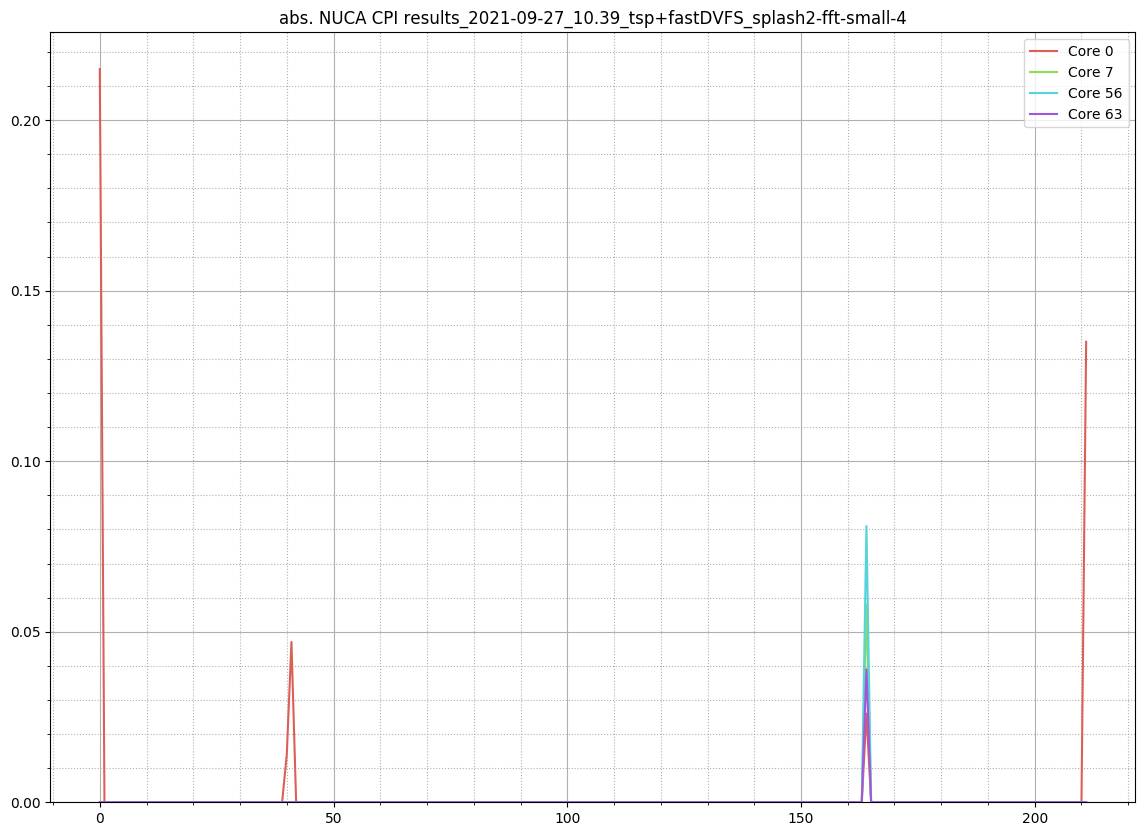 abs. NUCA CPI results_2021-09-27_10.39_tsp+fastDVFS_splash2-fft-small-4
Core 0
Core 7
Core 56
Core 63
0.20
0.15
0.10
0.05
0.00
0 50 100 150 200